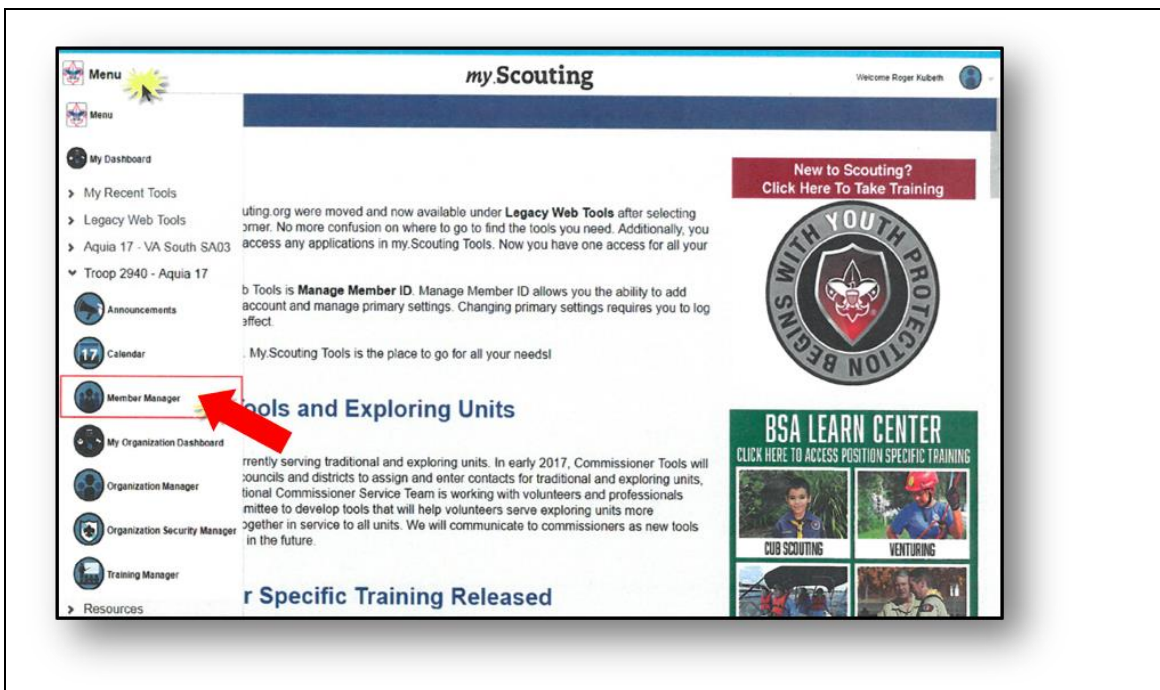 Menu
my.Scouting
Welcome Roger Kulbeth
Menu
My Dashboard
My Recent Tools
Legacy Web Tools
Aquia 17 - VA South SA03
Troop 2940 - Aquia 17
Announcements
17 Calendar
Member Manager
My Organization Dashboard
Organization Manager
Organization Security Manager
Training Manager
Resources
uting.org were moved and now available under Legacy Web Tools after selecting
orner. No more confusion on where to go to find the tools you need. Additionally, you
access any applications in my.Scouting Tools. Now you have one access for all your
b Tools is Manage Member ID. Manage Member ID allows you the ability to add
account and manage primary settings. Changing primary settings requires you to log
effect.
. My.Scouting Tools is the place to go for all your needs!
ools and Exploring Units
rrently serving traditional and exploring units. In early 2017, Commissioner Tools will
councils and districts to assign and enter contacts for traditional and exploring units,
tional Commissioner Service Team is working with volunteers and professionals
mittee to develop tools that will help volunteers serve exploring units more
ogether in service to all units. We will communicate to commissioners as new tools
in the future.
r Specific Training Released
New to Scouting?
Click Here To Take Training
YOUTH PROTECTION BEGINS WITH YOU
BSA LEARN CENTER
CLICK HERE TO ACCESS POSITION SPECIFIC TRAINING
CUB SCOUTING
VENTURING